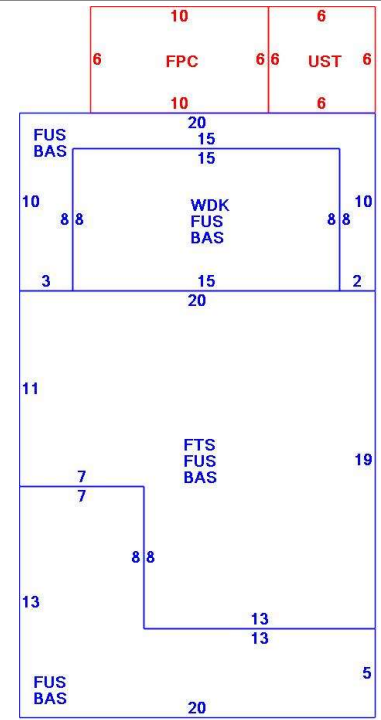 10 6
6 FPC 6 6 UST 6
10 6
20
FUS 15
BAS 15
10 WDK 10
8 8 FUS 8 8
BAS
3 15 2
20
11
FTS
FUS 19
BAS
7
7
8 8
13
13
13
5
FUS
BAS 20